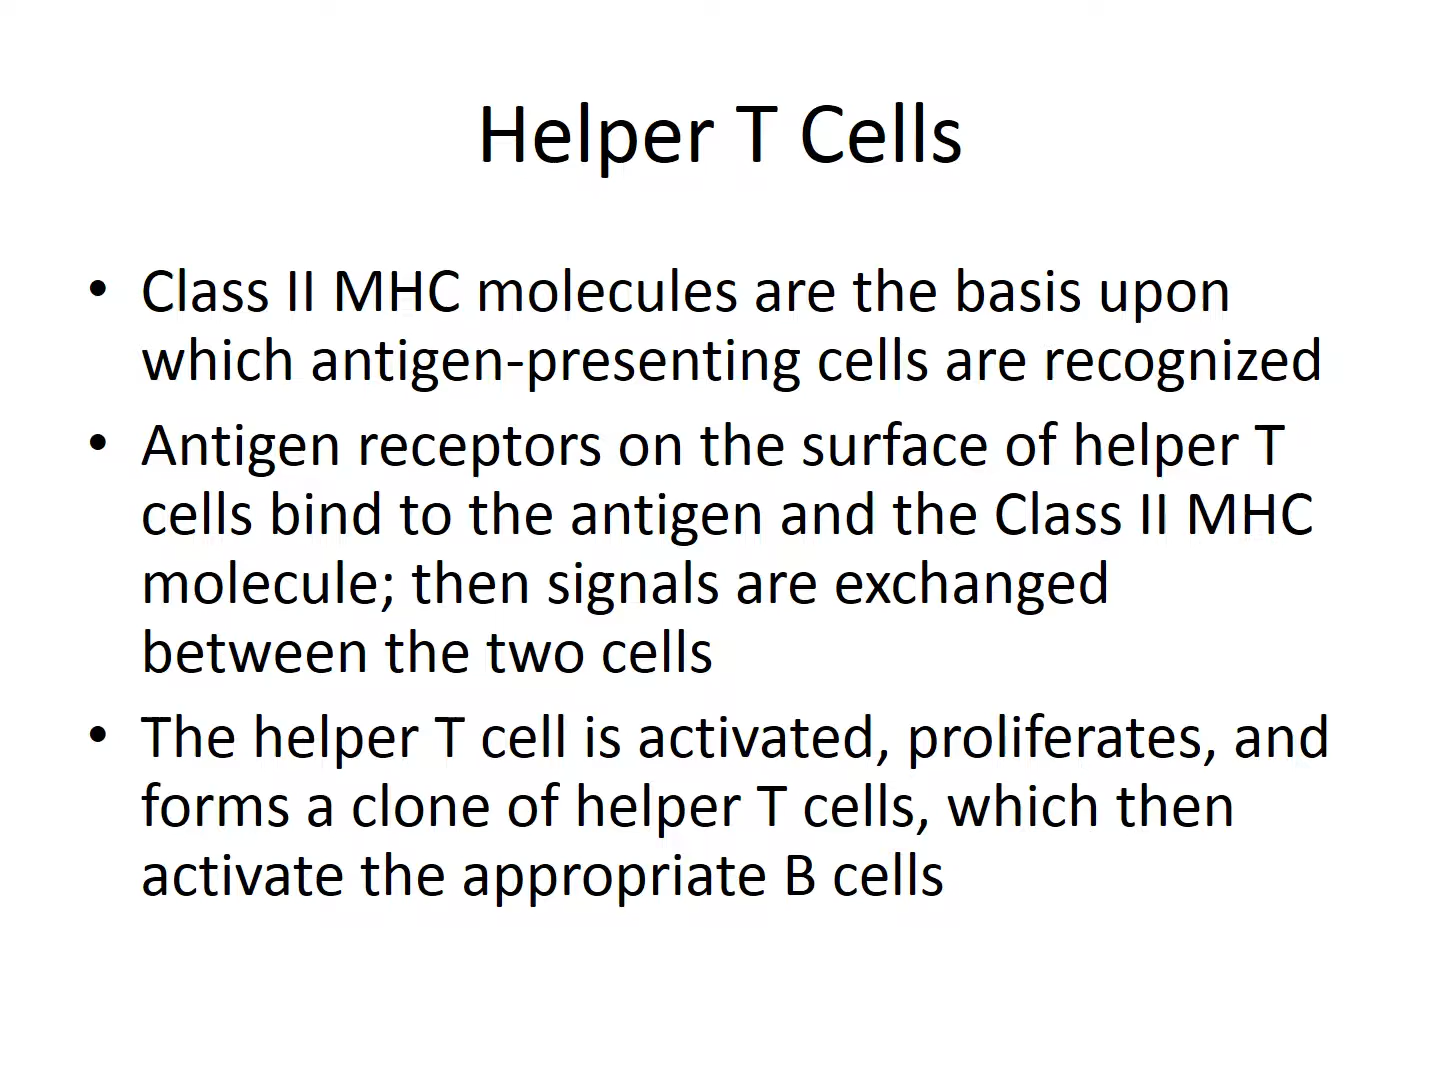 Helper T Cells
• Class II MHC molecules are the basis upon
which antigen-presenting cells are recognized
• Antigen receptors on the surface of helper T
cells bind to the antigen and the Class II MHC
molecule; then signals are exchanged
between the two cells
• The helper T cell is activated, proliferates, and
forms a clone of helper T cells, which then
activate the appropriate B cells